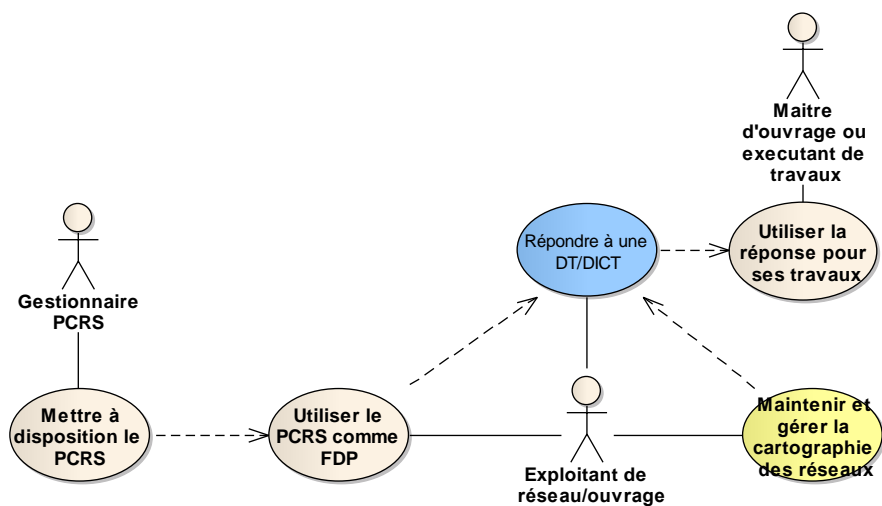 Maitre
d'ouvrage ou
executant de
travaux
Répondre à une
DT/DICT
Utiliser la
réponse pour
ses travaux
Gestionnaire
PCRS
Mettre à
disposition le
PCRS
Utiliser le
PCRS comme
FDP
Exploitant de
réseau/ouvrage
Maintenir et
gérer la
cartographie
des réseaux